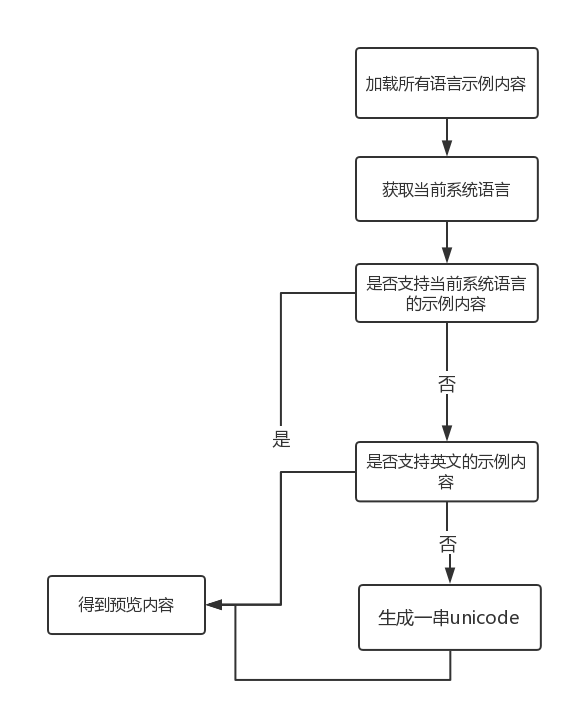 加载所有语言示例内容
获取当前系统语言
是否支持当前系统语言
的示例内容
否
是
是否支持英文的示例内
容
否
得到预览内容
生成一串unicode